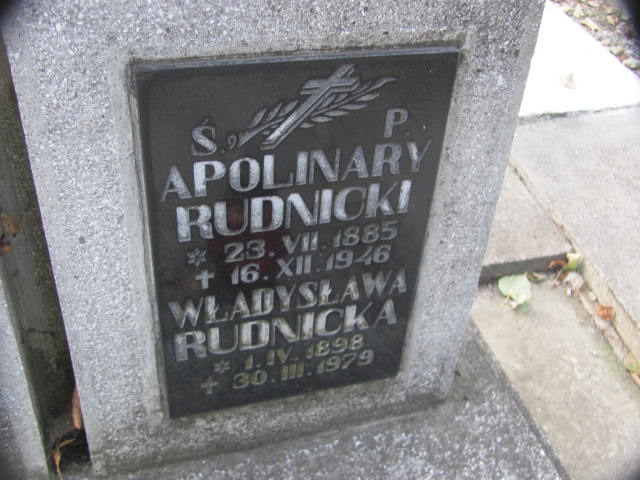 Ś. P.
APOLINARY
RUDNICKI
* 23. VII. 1885
† 16. XII. 1946
WŁADYSŁAWA
RUDNICKA
* 1. IV. 1898
† 30. III. 1979